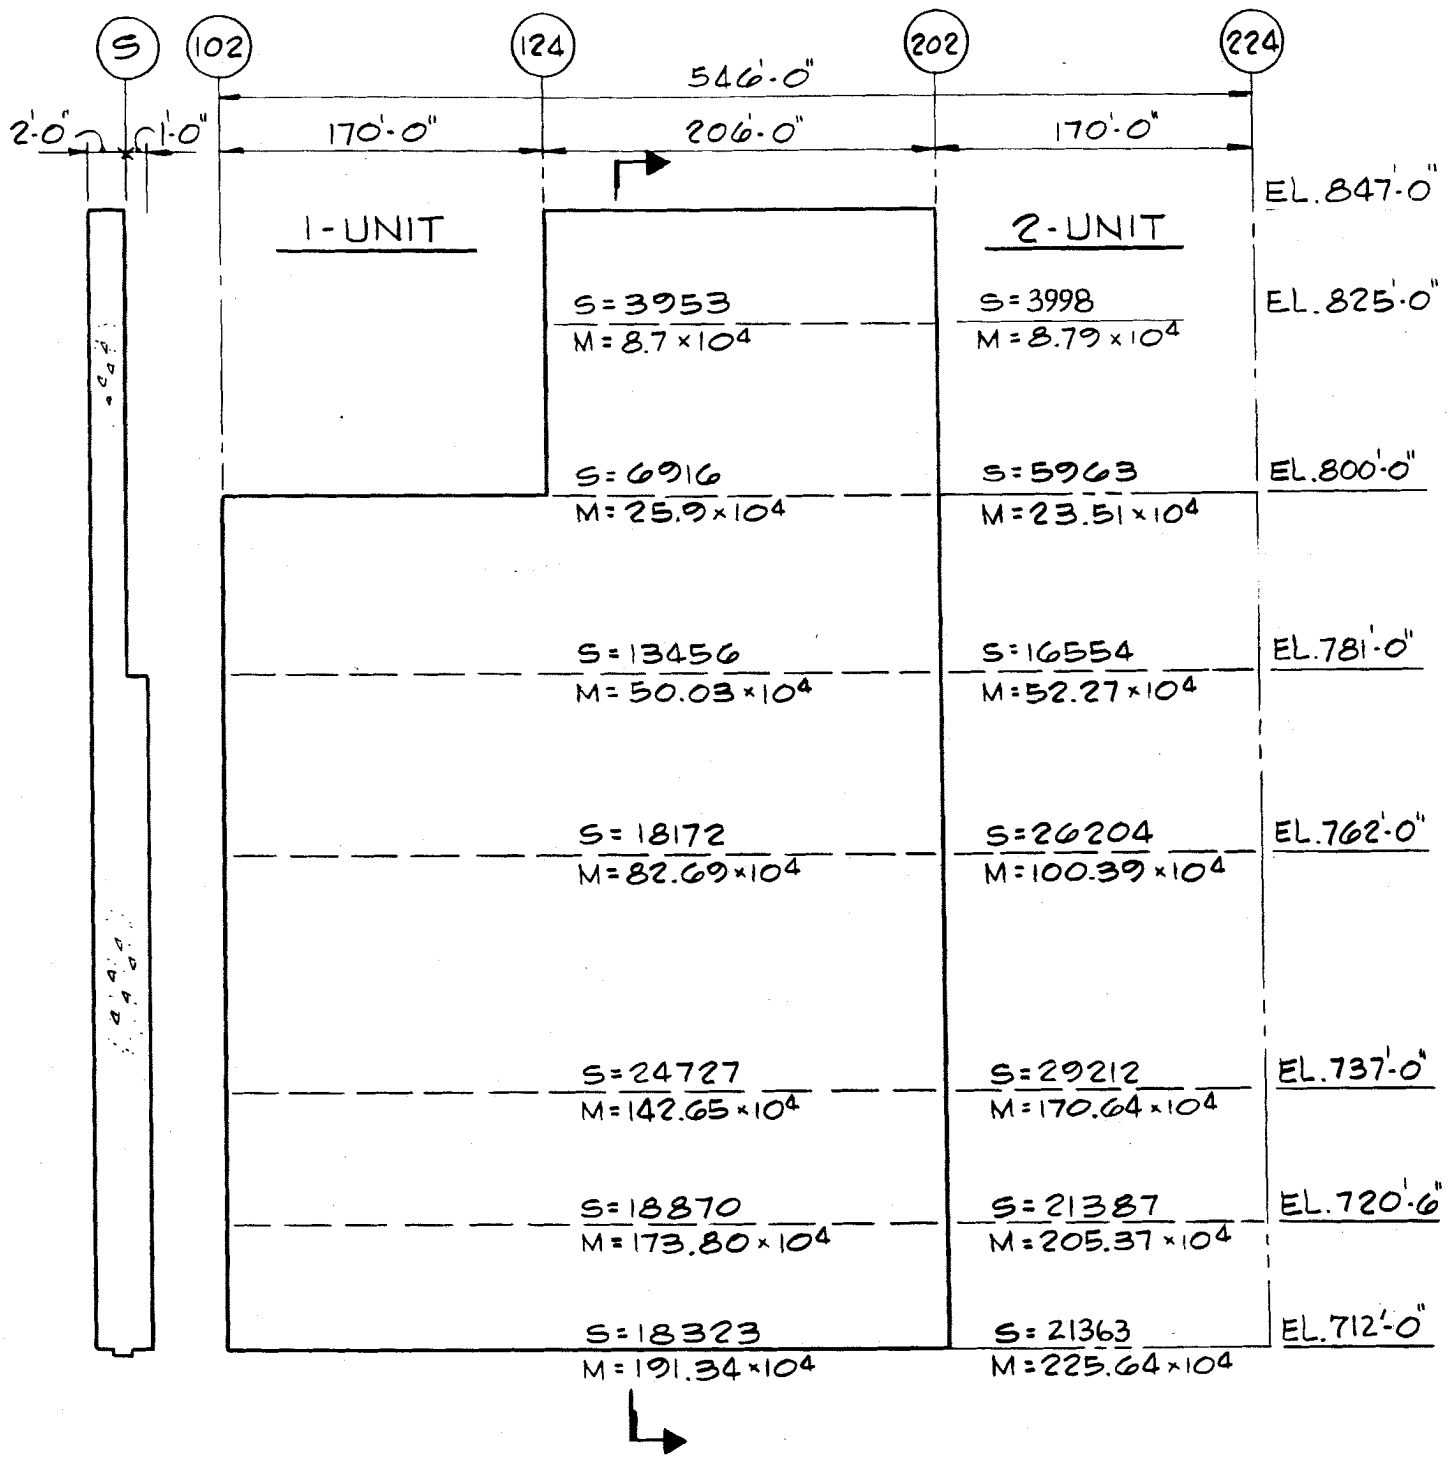 S 102 124 202 224
546'-0"
2'-0" 1'-0" 170'-0" 206'-0" 170'-0"
EL. 847'-0"
1-UNIT 2-UNIT
S=3953 S=3998 EL. 825'-0"
M=8.7×10⁴ M=8.79×10⁴
S=6916 S=5963 EL. 800'-0"
M=25.9×10⁴ M=23.51×10⁴
S=13456 S=16554 EL. 781'-0"
M=50.03×10⁴ M=52.27×10⁴
S=18172 S=26204 EL. 762'-0"
M=82.69×10⁴ M=100.39×10⁴
S=24727 S=29212 EL. 737'-0"
M=142.65×10⁴ M=170.64×10⁴
S=18870 S=21387 EL. 720'-6"
M=173.80×10⁴ M=205.37×10⁴
S=18323 S=21363 EL. 712'-0"
M=191.34×10⁴ M=225.64×10⁴